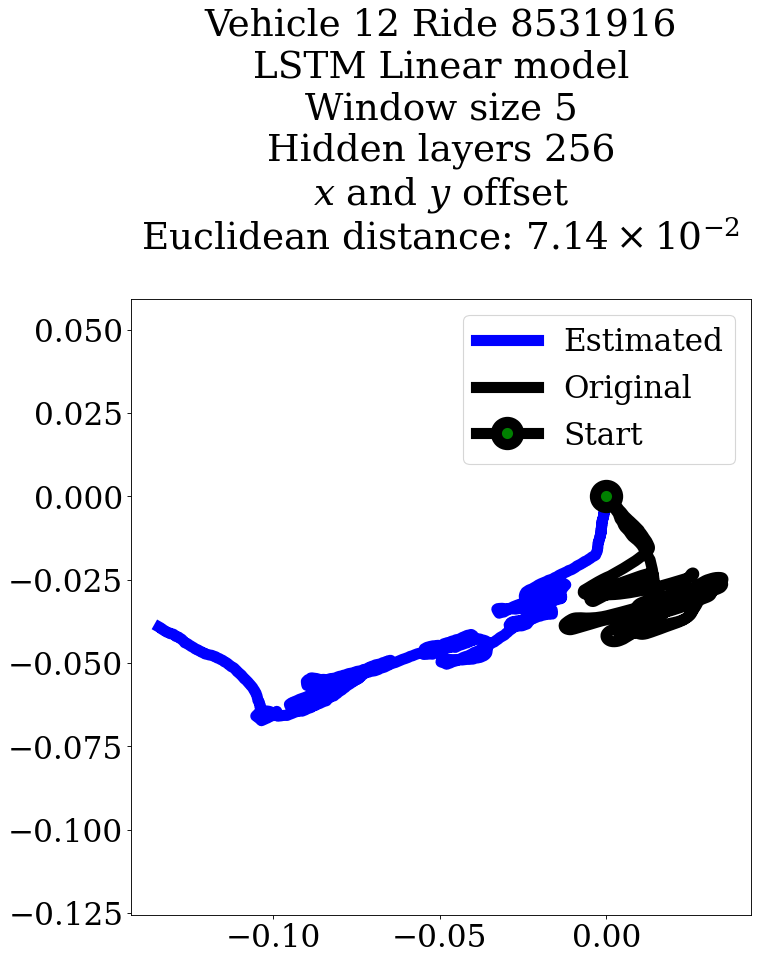 Vehicle 12 Ride 8531916
LSTM Linear model
Window size 5
Hidden layers 256
x and y offset
Euclidean distance: 7.14 × 10⁻²
Estimated
Original
Start
0.050
0.025
0.000
−0.025
−0.050
−0.075
−0.100
−0.125
−0.10 −0.05 0.00